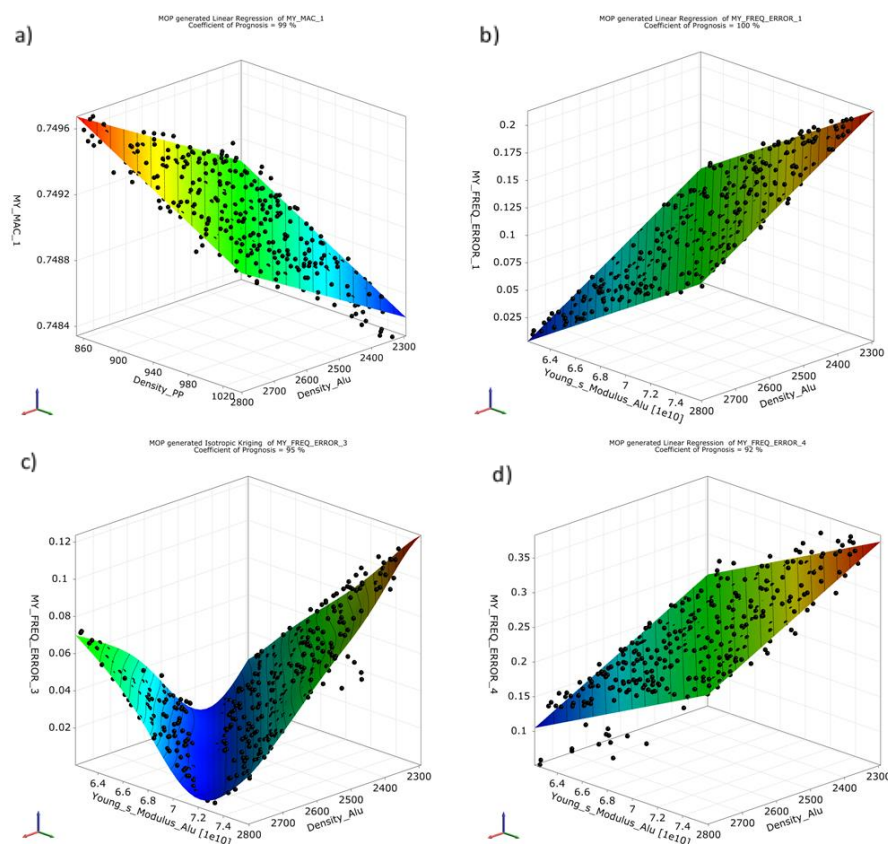 a)
MOP generated Linear Regression of MY_MAC_1
Coefficient of Prognosis = 99 %
0.7496
0.7492
0.7488
0.7484
MY_MAC_1
860
900
940
980
1020
Density_PP
2800
2700
2600
2500
2400
2300
Density_Alu
b)
MOP generated Linear Regression of MY_FREQ_ERROR_1
Coefficient of Prognosis = 100 %
0.2
0.175
0.15
0.125
0.1
0.075
0.05
0.025
MY_FREQ_ERROR_1
6.4
6.6
6.8
7
7.2
7.4
Young_s_Modulus_Alu [1e10]
2800
2700
2600
2500
2400
2300
Density_Alu
c)
MOP generated Isotropic Kriging of MY_FREQ_ERROR_3
Coefficient of Prognosis = 95 %
0.12
0.1
0.08
0.06
0.04
0.02
MY_FREQ_ERROR_3
6.4
6.6
6.8
7
7.2
7.4
Young_s_Modulus_Alu [1e10]
2800
2700
2600
2500
2400
2300
Density_Alu
d)
MOP generated Linear Regression of MY_FREQ_ERROR_4
Coefficient of Prognosis = 92 %
0.35
0.3
0.25
0.2
0.15
0.1
MY_FREQ_ERROR_4
6.4
6.6
6.8
7
7.2
7.4
Young_s_Modulus_Alu [1e10]
2800
2700
2600
2500
2400
2300
Density_Alu